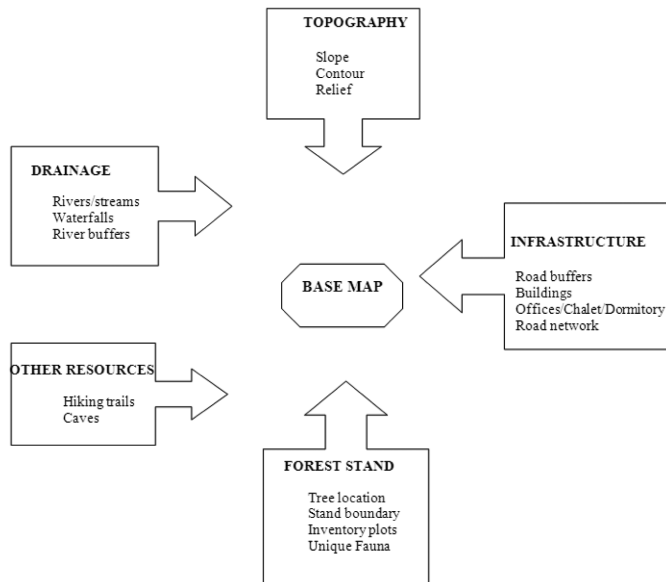 TOPOGRAPHY
Slope
Contour
Relief
DRAINAGE
Rivers/streams
Waterfalls
River buffers
INFRASTRUCTURE
Road buffers
Buildings
Offices/Chalet/Dormitory
Road network
BASE MAP
OTHER RESOURCES
Hiking trails
Caves
FOREST STAND
Tree location
Stand boundary
Inventory plots
Unique Fauna